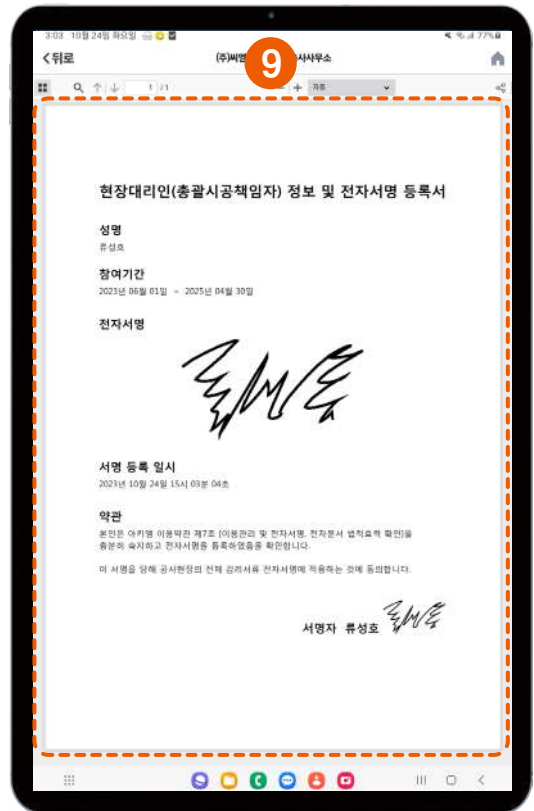 3:03 10월 24일 화요일
77%
뒤로
(주)씨엠 사사무소
9
1 / 1
자동
현장대리인(총괄시공책임자) 정보 및 전자서명 등록서
성명
류성호
참여기간
2023년 06월 01일 ~ 2025년 04월 30일
전자서명
서명 등록 일시
2023년 10월 24일 15시 03분 04초
약관
본인은 아키엠 이용약관 제7조 [이용관리 및 전자서명, 전자문서 법적효력 확인]을
충분히 숙지하고 전자서명을 등록하였음을 확인합니다.
이 서명을 당해 공사현장의 전체 감리서류 전자서명에 적용하는 것에 동의합니다.
서명자 류성호